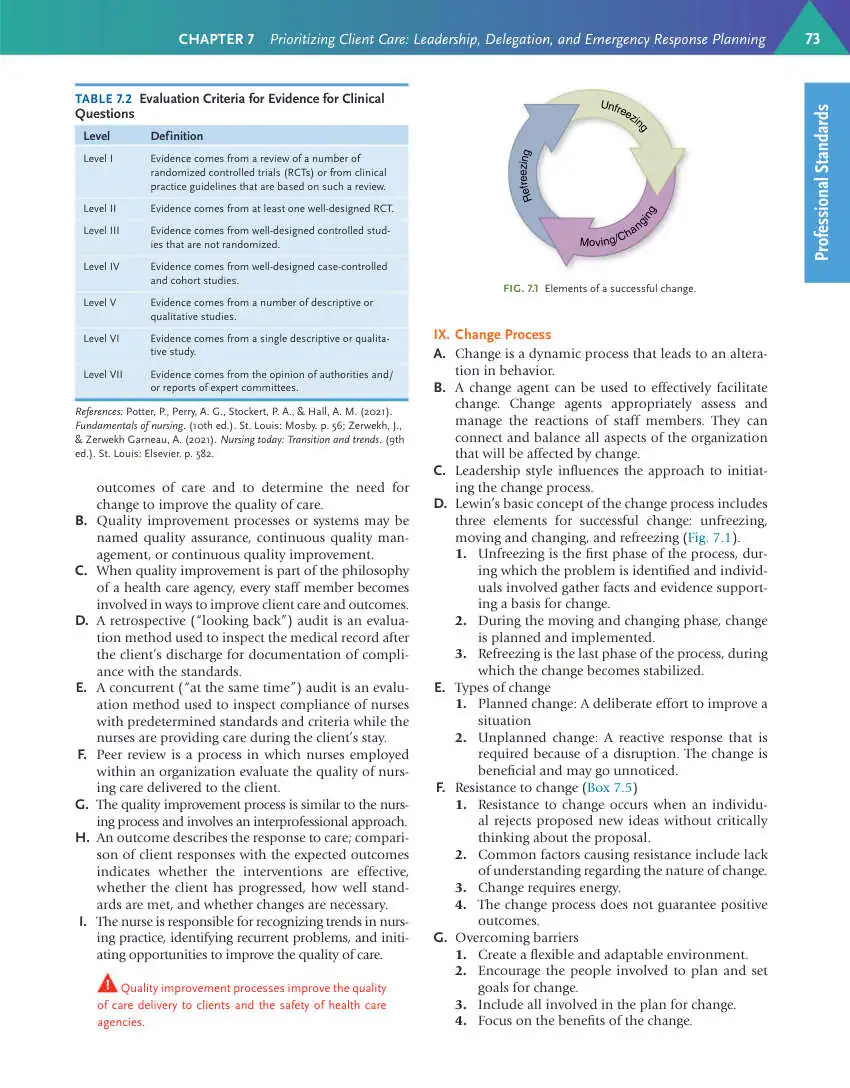 CHAPTER 7 Prioritizing Client Care: Leadership, Delegation, and Emergency Response Planning 73
Professional Standards
TABLE 7.2 Evaluation Criteria for Evidence for Clinical
Questions
Level Definition
Level I Evidence comes from a review of a number of
randomized controlled trials (RCTs) or from clinical
practice guidelines that are based on such a review.
Level II Evidence comes from at least one well-designed RCT.
Level III Evidence comes from well-designed controlled stud-
ies that are not randomized.
Level IV Evidence comes from well-designed case-controlled
and cohort studies.
Level V Evidence comes from a number of descriptive or
qualitative studies.
Level VI Evidence comes from a single descriptive or qualita-
tive study.
Level VII Evidence comes from the opinion of authorities and/
or reports of expert committees.
References: Potter, P., Perry, A. G., Stockert, P. A., & Hall, A. M. (2021).
Fundamentals of nursing. (10th ed.). St. Louis: Mosby. p. 56; Zerwekh, J.,
& Zerwekh Garneau, A. (2021). Nursing today: Transition and trends. (9th
ed.). St. Louis: Elsevier. p. 582.
outcomes of care and to determine the need for
change to improve the quality of care.
B. Quality improvement processes or systems may be
named quality assurance, continuous quality man-
agement, or continuous quality improvement.
C. When quality improvement is part of the philosophy
of a health care agency, every staff member becomes
involved in ways to improve client care and outcomes.
D. A retrospective (“looking back”) audit is an evalua-
tion method used to inspect the medical record after
the client’s discharge for documentation of compli-
ance with the standards.
E. A concurrent (“at the same time”) audit is an evalu-
ation method used to inspect compliance of nurses
with predetermined standards and criteria while the
nurses are providing care during the client’s stay.
F. Peer review is a process in which nurses employed
within an organization evaluate the quality of nurs-
ing care delivered to the client.
G. The quality improvement process is similar to the nurs-
ing process and involves an interprofessional approach.
H. An outcome describes the response to care; compari-
son of client responses with the expected outcomes
indicates whether the interventions are effective,
whether the client has progressed, how well stand-
ards are met, and whether changes are necessary.
I. The nurse is responsible for recognizing trends in nurs-
ing practice, identifying recurrent problems, and initi-
ating opportunities to improve the quality of care.
! Quality improvement processes improve the quality
of care delivery to clients and the safety of health care
agencies.
Unfreezing
Refreezing
Moving/Changing
FIG. 7.1 Elements of a successful change.
IX. Change Process
A. Change is a dynamic process that leads to an altera-
tion in behavior.
B. A change agent can be used to effectively facilitate
change. Change agents appropriately assess and
manage the reactions of staff members. They can
connect and balance all aspects of the organization
that will be affected by change.
C. Leadership style influences the approach to initiat-
ing the change process.
D. Lewin’s basic concept of the change process includes
three elements for successful change: unfreezing,
moving and changing, and refreezing (Fig. 7.1).
1. Unfreezing is the first phase of the process, dur-
ing which the problem is identified and individ-
uals involved gather facts and evidence support-
ing a basis for change.
2. During the moving and changing phase, change
is planned and implemented.
3. Refreezing is the last phase of the process, during
which the change becomes stabilized.
E. Types of change
1. Planned change: A deliberate effort to improve a
situation
2. Unplanned change: A reactive response that is
required because of a disruption. The change is
beneficial and may go unnoticed.
F. Resistance to change (Box 7.5)
1. Resistance to change occurs when an individu-
al rejects proposed new ideas without critically
thinking about the proposal.
2. Common factors causing resistance include lack
of understanding regarding the nature of change.
3. Change requires energy.
4. The change process does not guarantee positive
outcomes.
G. Overcoming barriers
1. Create a flexible and adaptable environment.
2. Encourage the people involved to plan and set
goals for change.
3. Include all involved in the plan for change.
4. Focus on the benefits of the change.